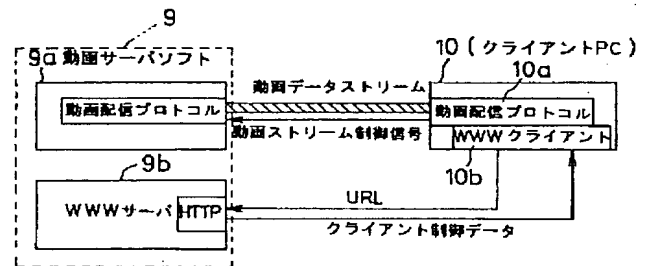 9
9a 動画サーバソフト
動画配信プロトコル
動画データストリーム
動画ストリーム制御信号
10 (クライアントPC)
10a
動画配信プロトコル
WWWクライアント
10b
9b
WWWサーバ HTTP
URL
クライアント制御データ